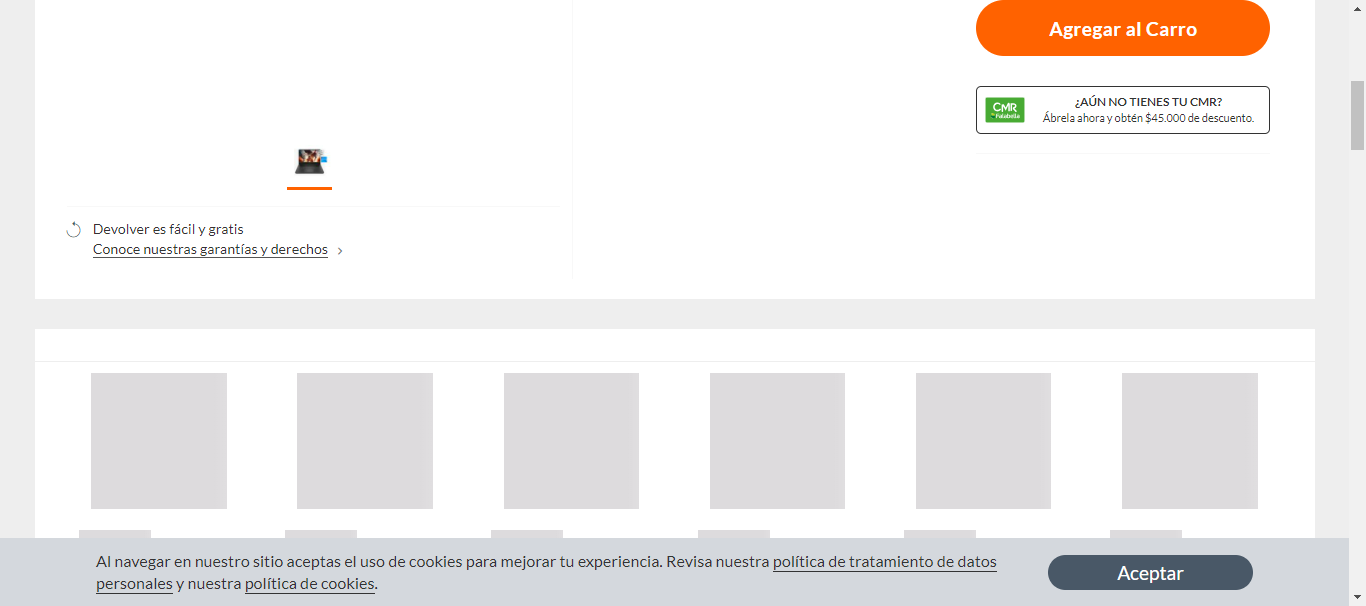 Agregar al Carro
CMR
Falabella
¿AÚN NO TIENES TU CMR?
Ábrela ahora y obtén $45.000 de descuento.
Devolver es fácil y gratis
Conoce nuestras garantías y derechos
Al navegar en nuestro sitio aceptas el uso de cookies para mejorar tu experiencia. Revisa nuestra política de tratamiento de datos
personales y nuestra política de cookies.
Aceptar